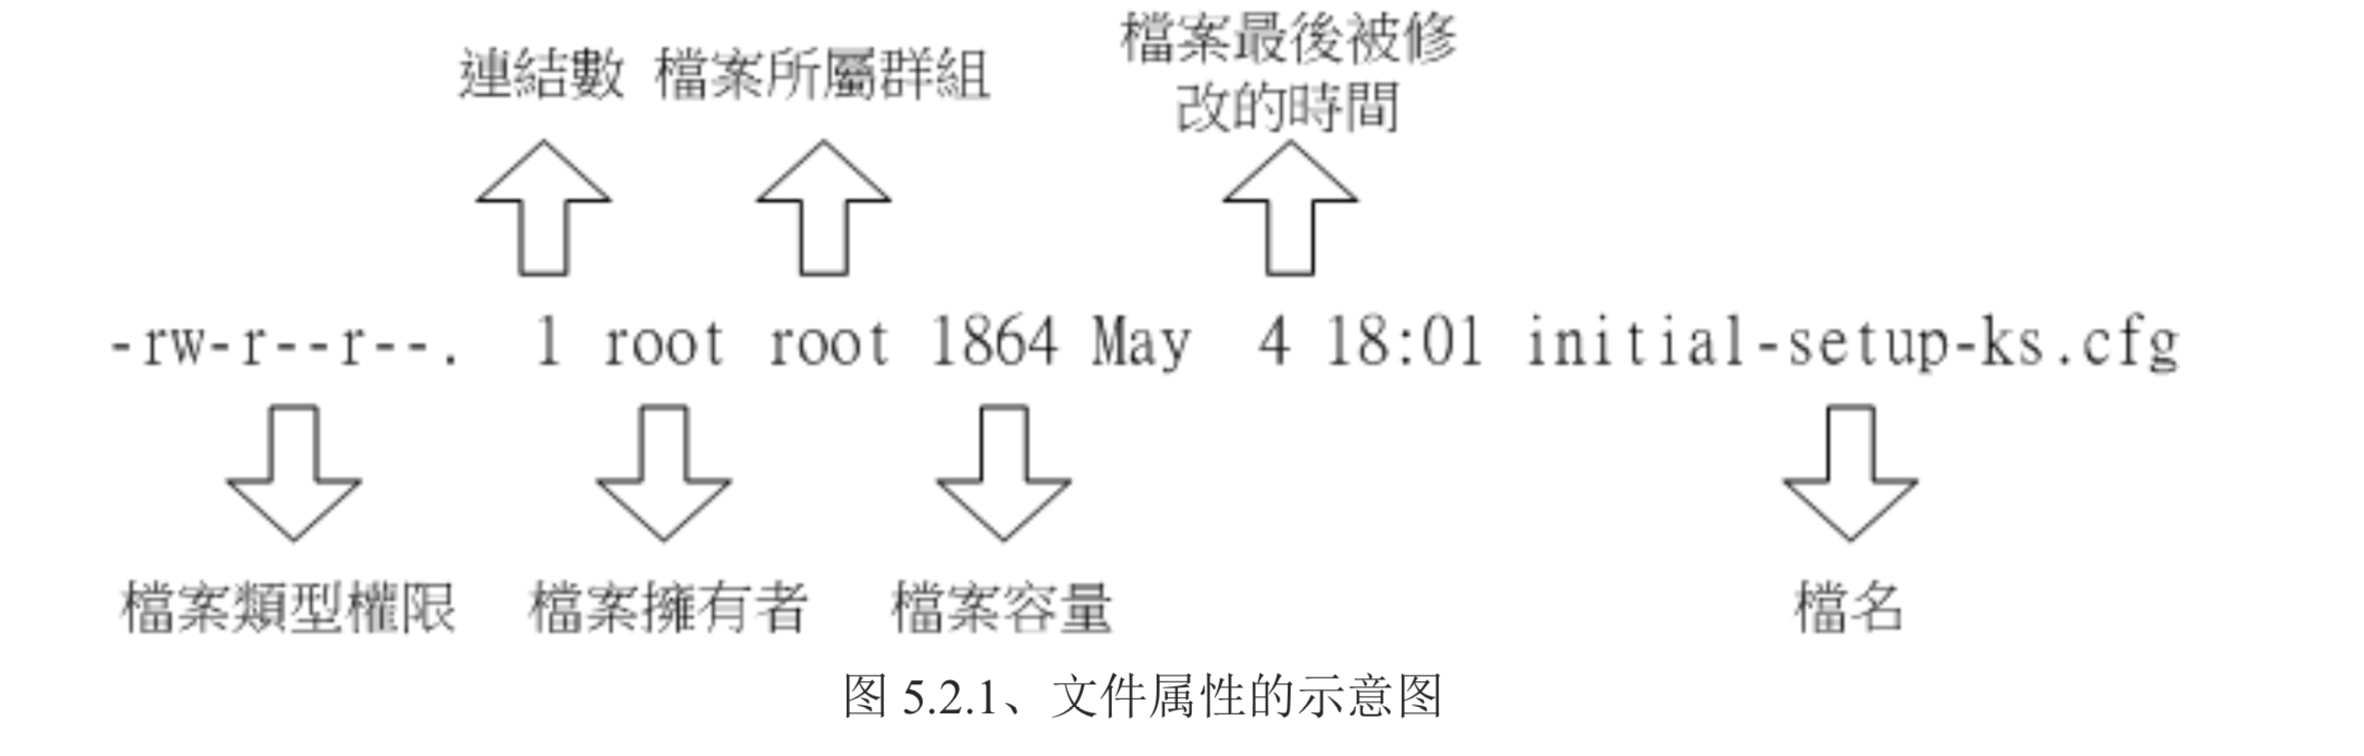 檔案最後被修
連結數 檔案所屬群組
改的時間
-rw-r--r--. 1 root root 1864 May 4 18:01 initial-setup-ks.cfg
檔案類型權限 檔案擁有者 檔案容量 檔名
图 5.2.1、文件属性的示意图